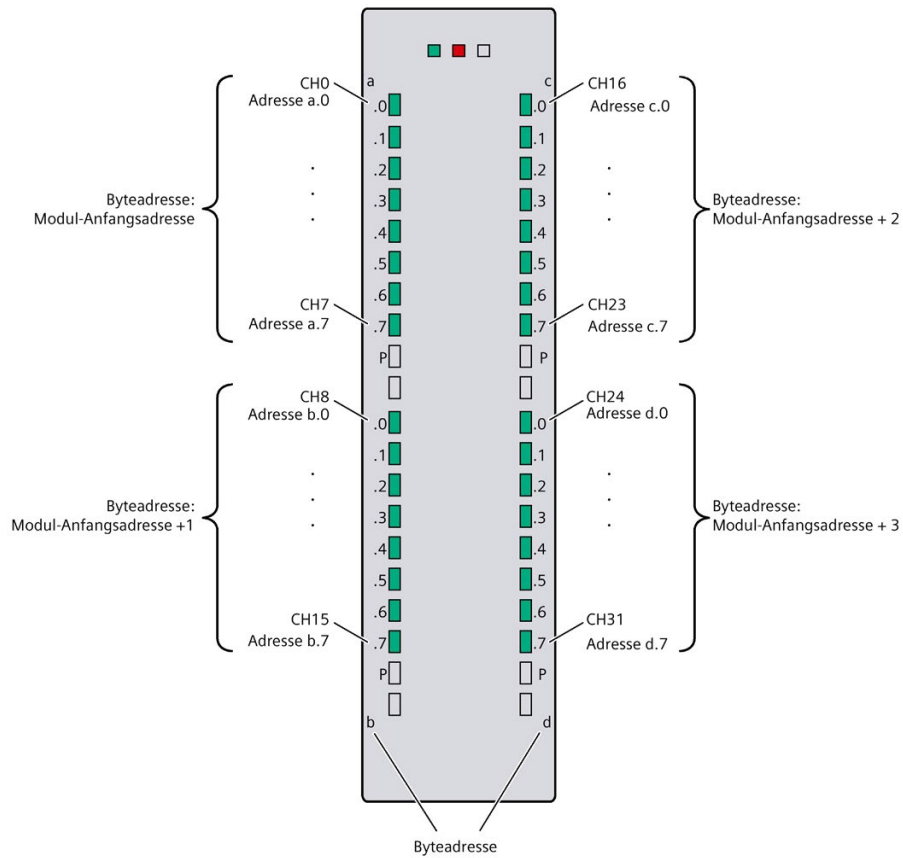 a
c
CH0
Adresse a.0
CH16
Adresse c.0
.0
.1
.2
.3
.4
.5
.6
.7
P
.0
.1
.2
.3
.4
.5
.6
.7
P
Byteadresse:
Modul-Anfangsadresse
Byteadresse:
Modul-Anfangsadresse + 2
CH7
Adresse a.7
CH23
Adresse c.7
CH8
Adresse b.0
CH24
Adresse d.0
.0
.1
.2
.3
.4
.5
.6
.7
P
.0
.1
.2
.3
.4
.5
.6
.7
P
Byteadresse:
Modul-Anfangsadresse +1
Byteadresse:
Modul-Anfangsadresse + 3
CH15
Adresse b.7
CH31
Adresse d.7
b
d
Byteadresse